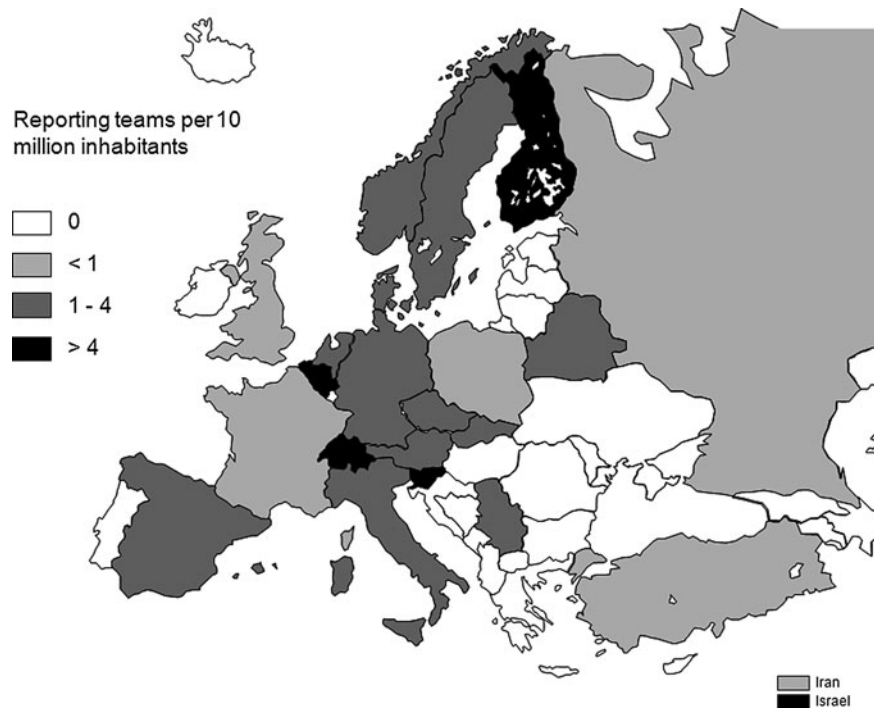 Reporting teams per 10
million inhabitants
0
< 1
1 - 4
> 4
Iran
Israel